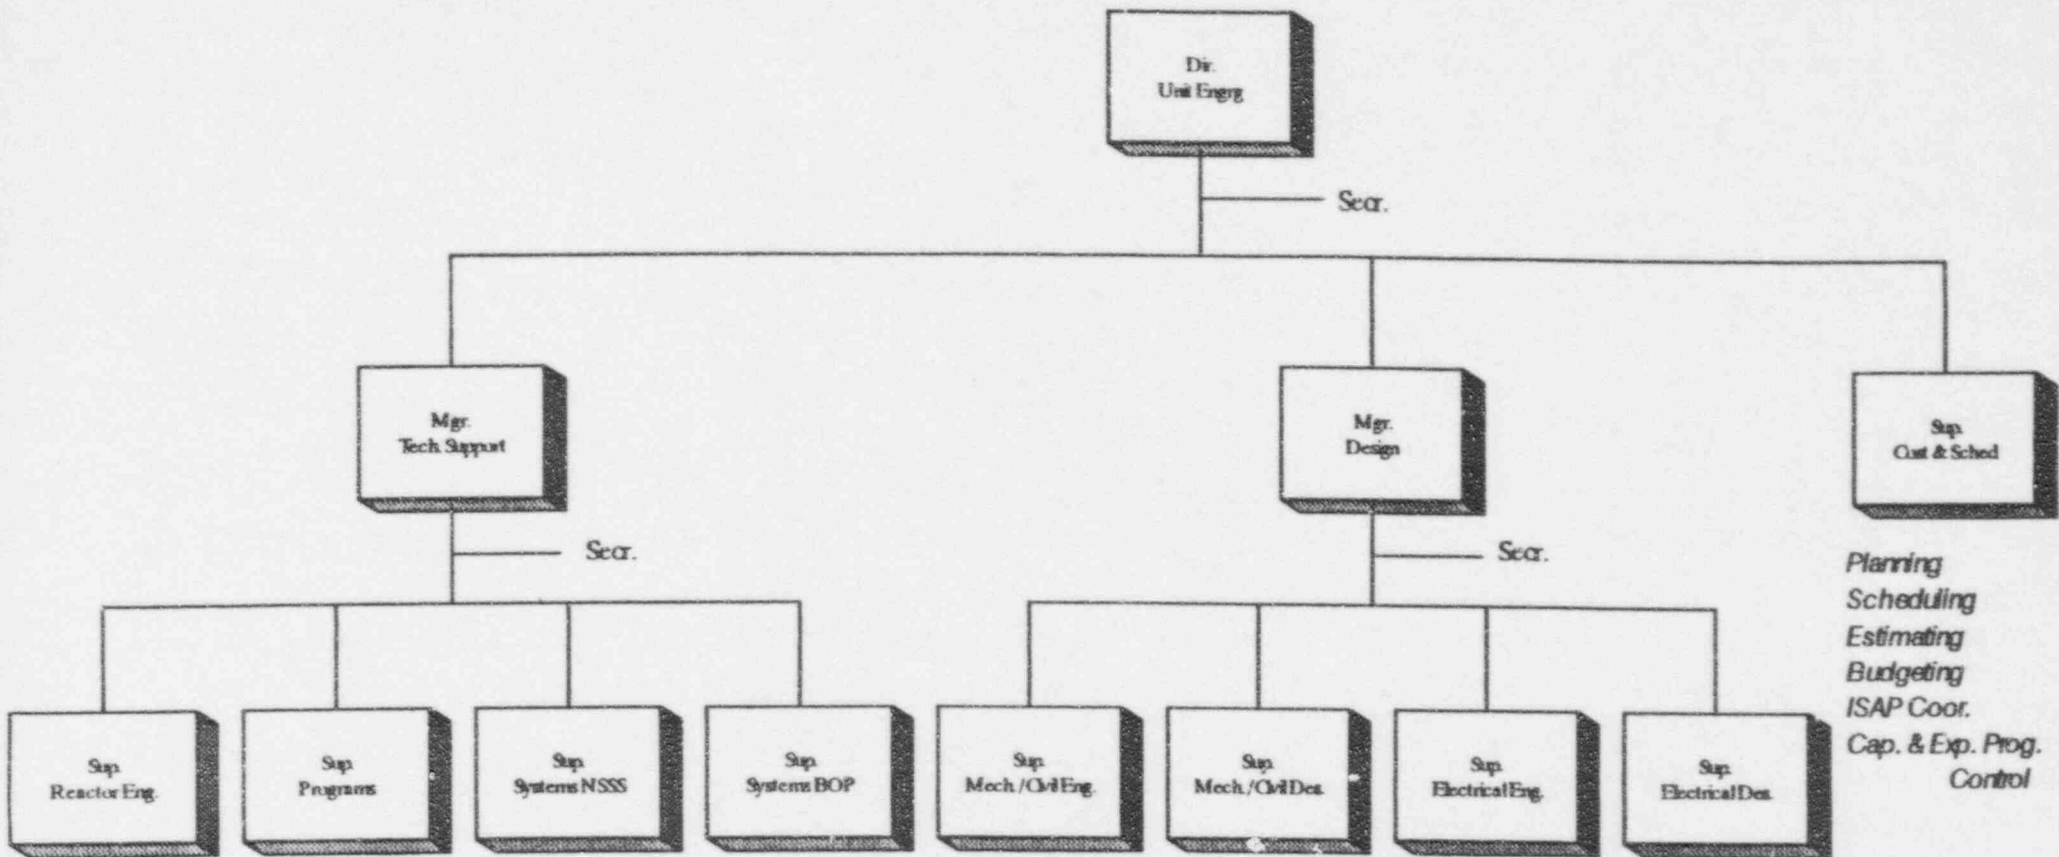 Dir.
Unit Engrg
Secr.
Mgr.
Tech. Support
Mgr.
Design
Sup.
Cost & Sched
Secr.
Secr.
Planning
Scheduling
Estimating
Budgeting
ISAP Coor.
Cap. & Exp. Prog.
Control
Sup.
Reactor Eng.
Sup.
Programs
Sup.
Systems NSSS
Sup.
Systems BOP
Sup.
Mech./Civil Eng.
Sup.
Mech./Civil Des.
Sup.
Electrical Eng.
Sup.
Electrical Des.